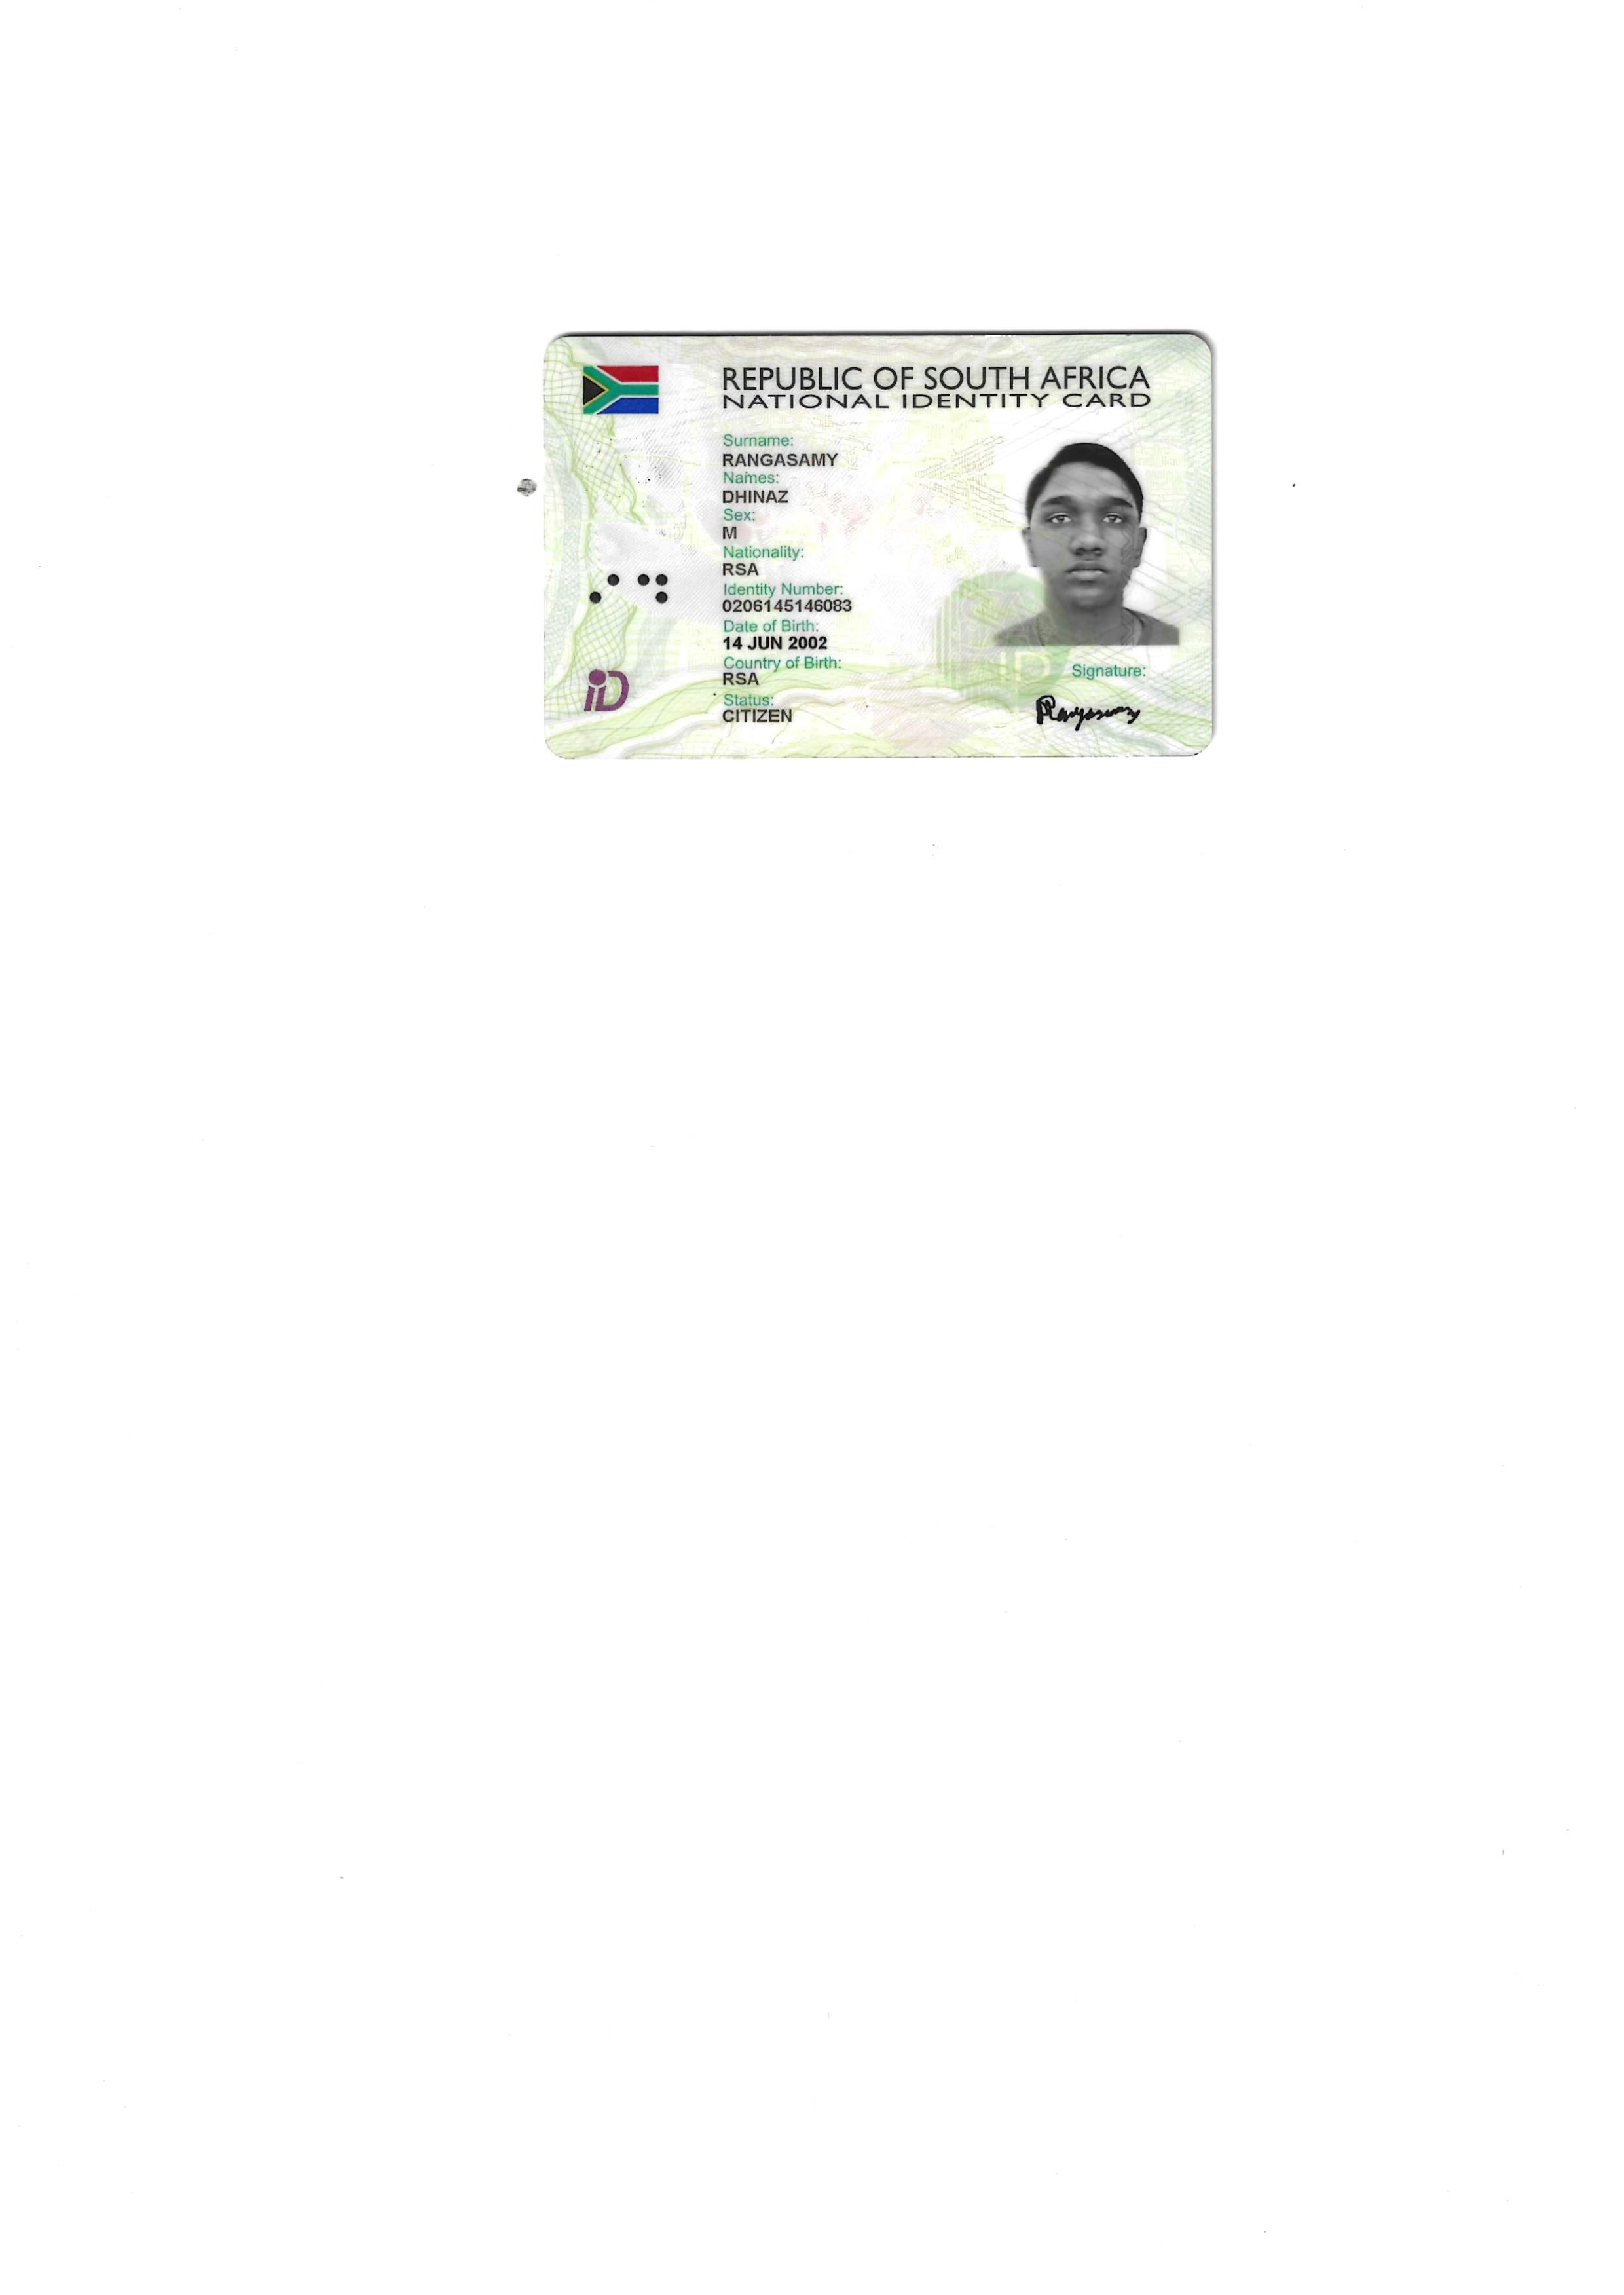 REPUBLIC OF SOUTH AFRICA
NATIONAL IDENTITY CARD
Surname:
RANGASAMY
Names:
DHINAZ
Sex:
M
Nationality:
RSA
Identity Number:
0206145146083
Date of Birth:
14 JUN 2002
Country of Birth:
RSA
Status:
CITIZEN
Signature:
Rangasamy
iD
iD